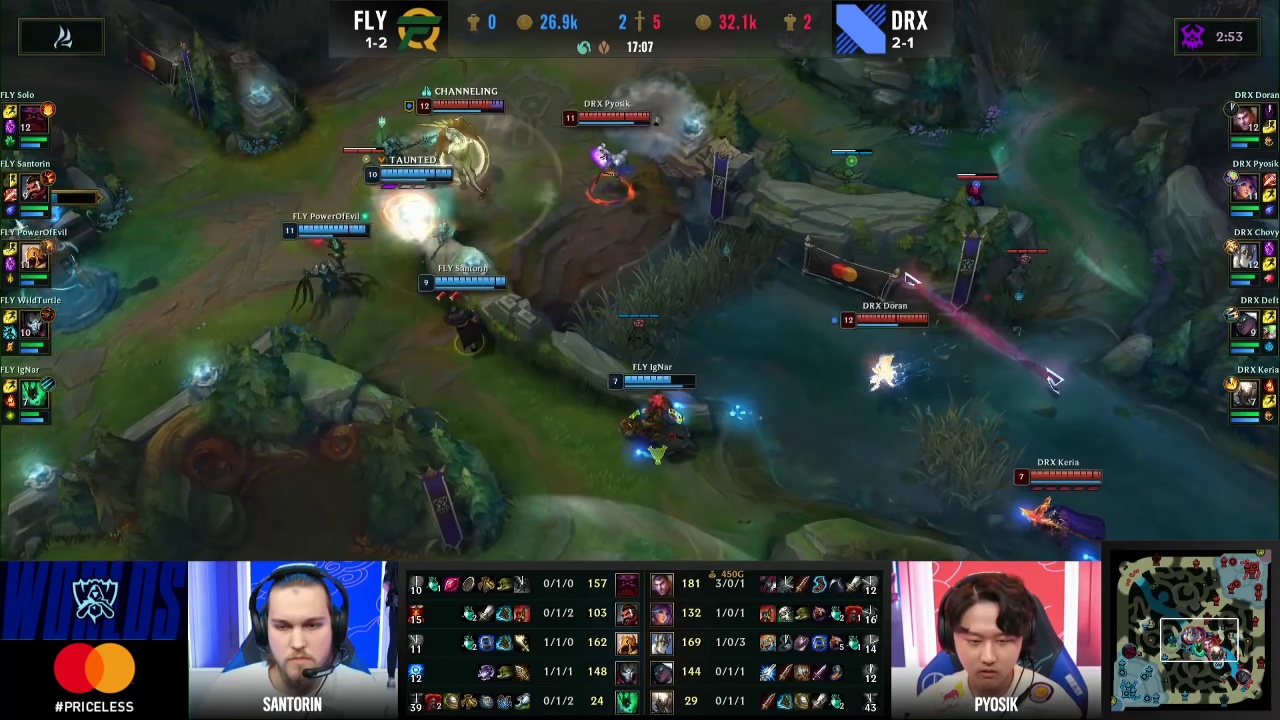 FLY
1-2
0
26.9k
2
5
32.1k
2
DRX
2-1
17:07
2:53
CHANNELING
12
DRX Pyosik
11
TAUNTED
10
FLY PowerOfEvil
11
FLY Santorin
9
DRX Doran
12
FLY IgNar
7
DRX Keria
7
FLY Solo
12
FLY Santorin
9
FLY PowerOfEvil
11
FLY WildTurtle
10
FLY IgNar
7
DRX Doran
12
DRX Pyosik
11
DRX Chovy
12
DRX Deft
9
DRX Keria
7
450G
10 0/1/0 157 181 3/0/1 12
15 0/1/2 103 132 1/0/1 16
11 1/1/0 162 169 1/0/3 14
12 1/1/1 148 144 0/1/1 12
39 0/1/2 24 29 0/1/1 43
WORLDS
#PRICELESS
SANTORIN
PYOSIK